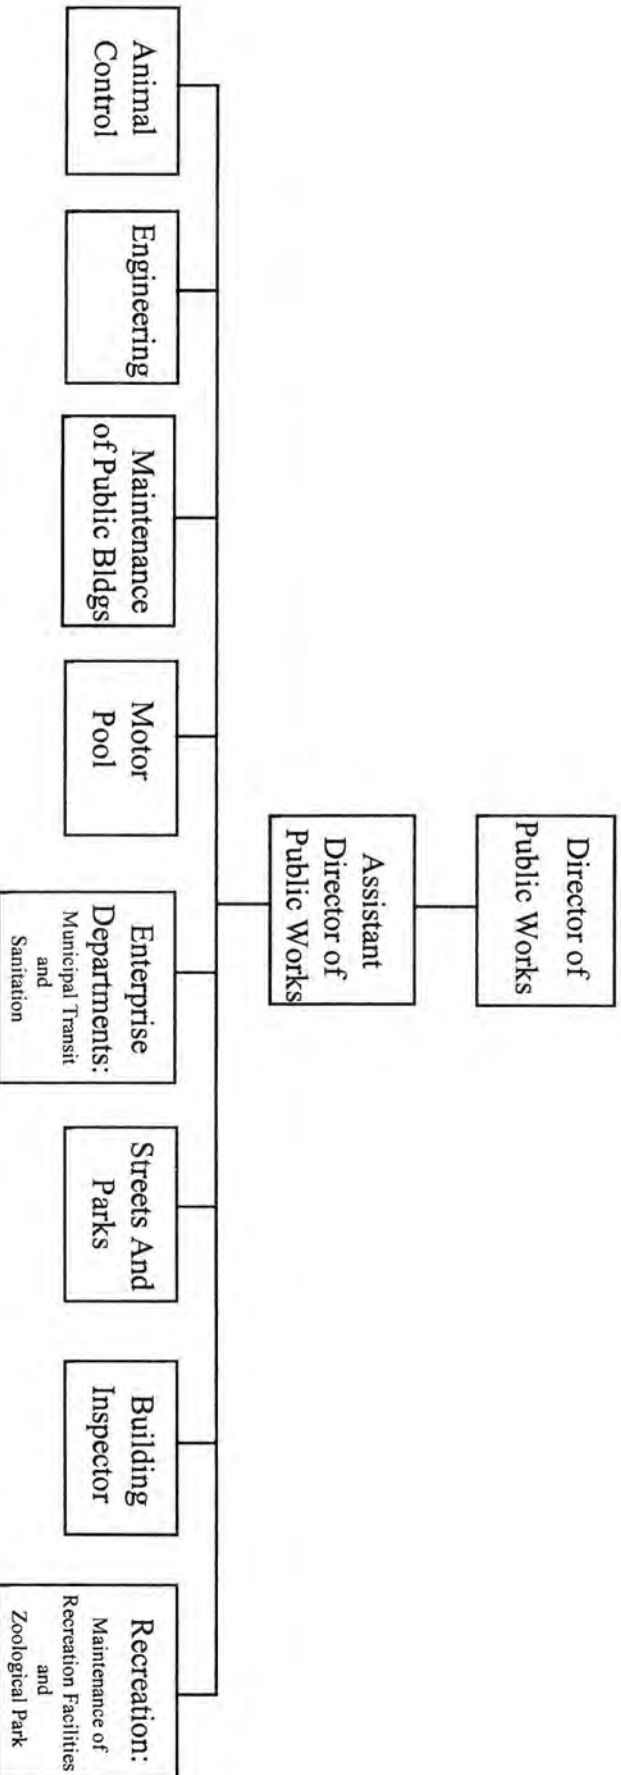 Director of
Public Works
Assistant
Director of
Public Works
Animal
Control
Engineering
Maintenance
of Public Bldgs
Motor
Pool
Enterprise
Departments:
Municipal Transit
and
Sanitation
Streets And
Parks
Building
Inspector
Recreation:
Maintenance of
Recreation Facilities
and
Zoological Park